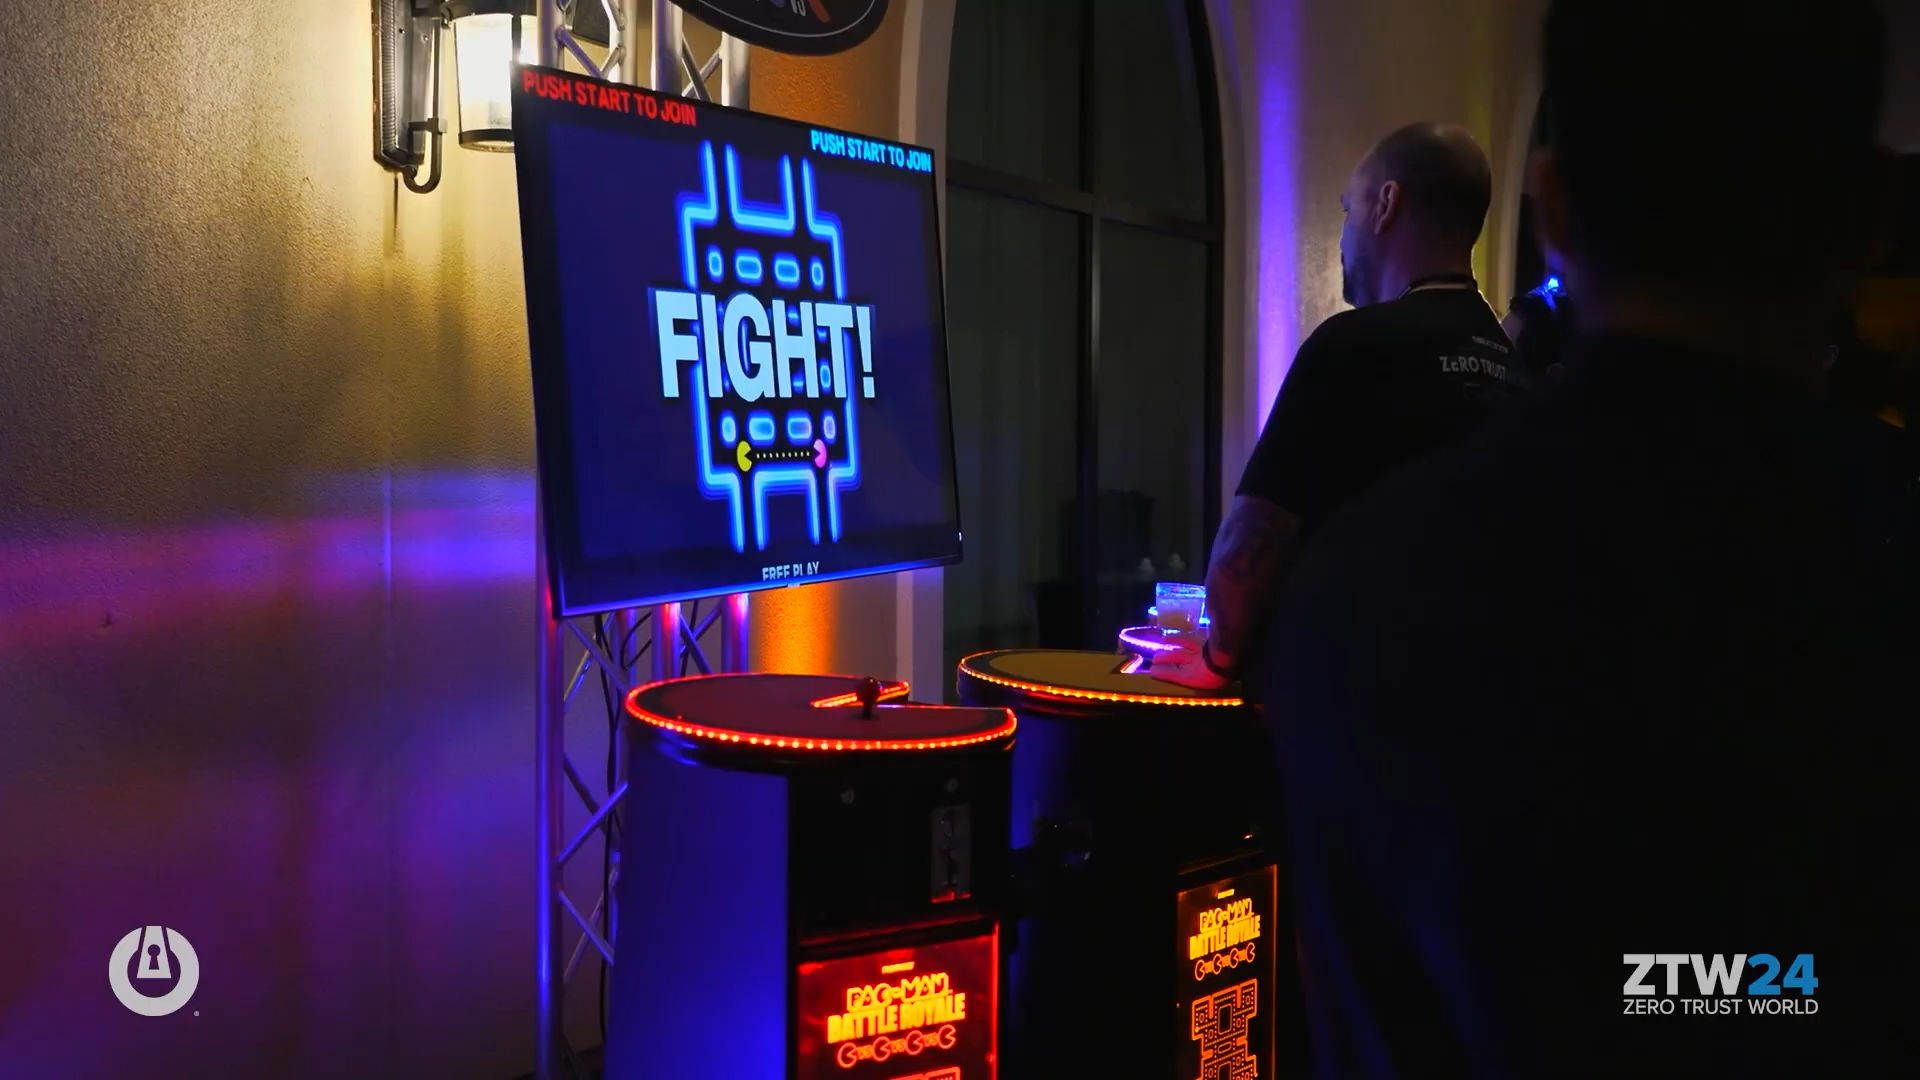 PUSH START TO JOIN
PUSH START TO JOIN
FIGHT!
FREE PLAY
ZERO TRUST
PAC-MAN
BATTLE ROYALE
PAC-MAN
BATTLE ROYALE
ZTW24
ZERO TRUST WORLD